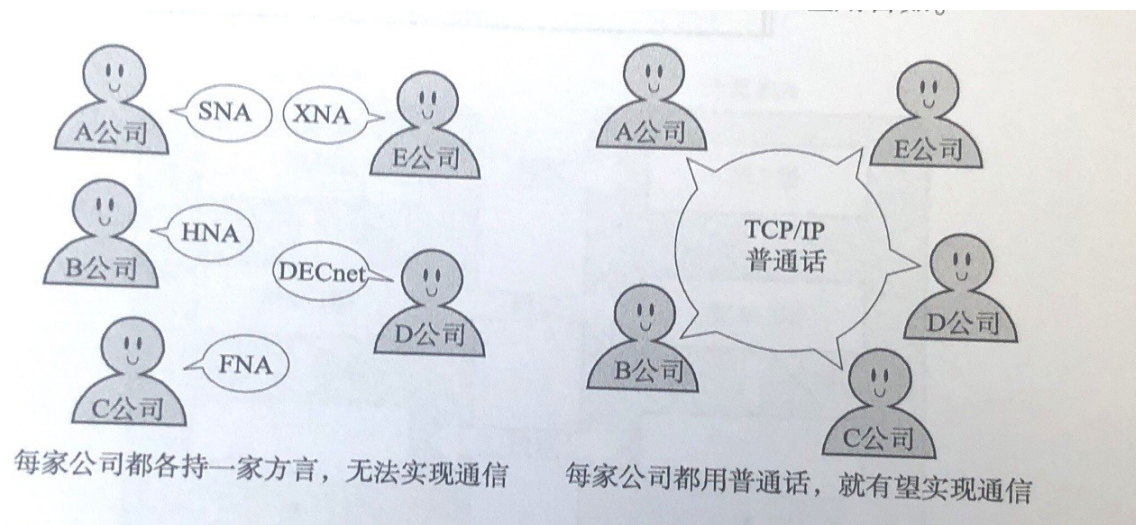 A公司
SNA
XNA
E公司
B公司
HNA
DECnet
D公司
C公司
FNA
每家公司都各持一家方言，无法实现通信
A公司
E公司
TCP/IP
普通话
B公司
D公司
C公司
每家公司都用普通话，就有望实现通信